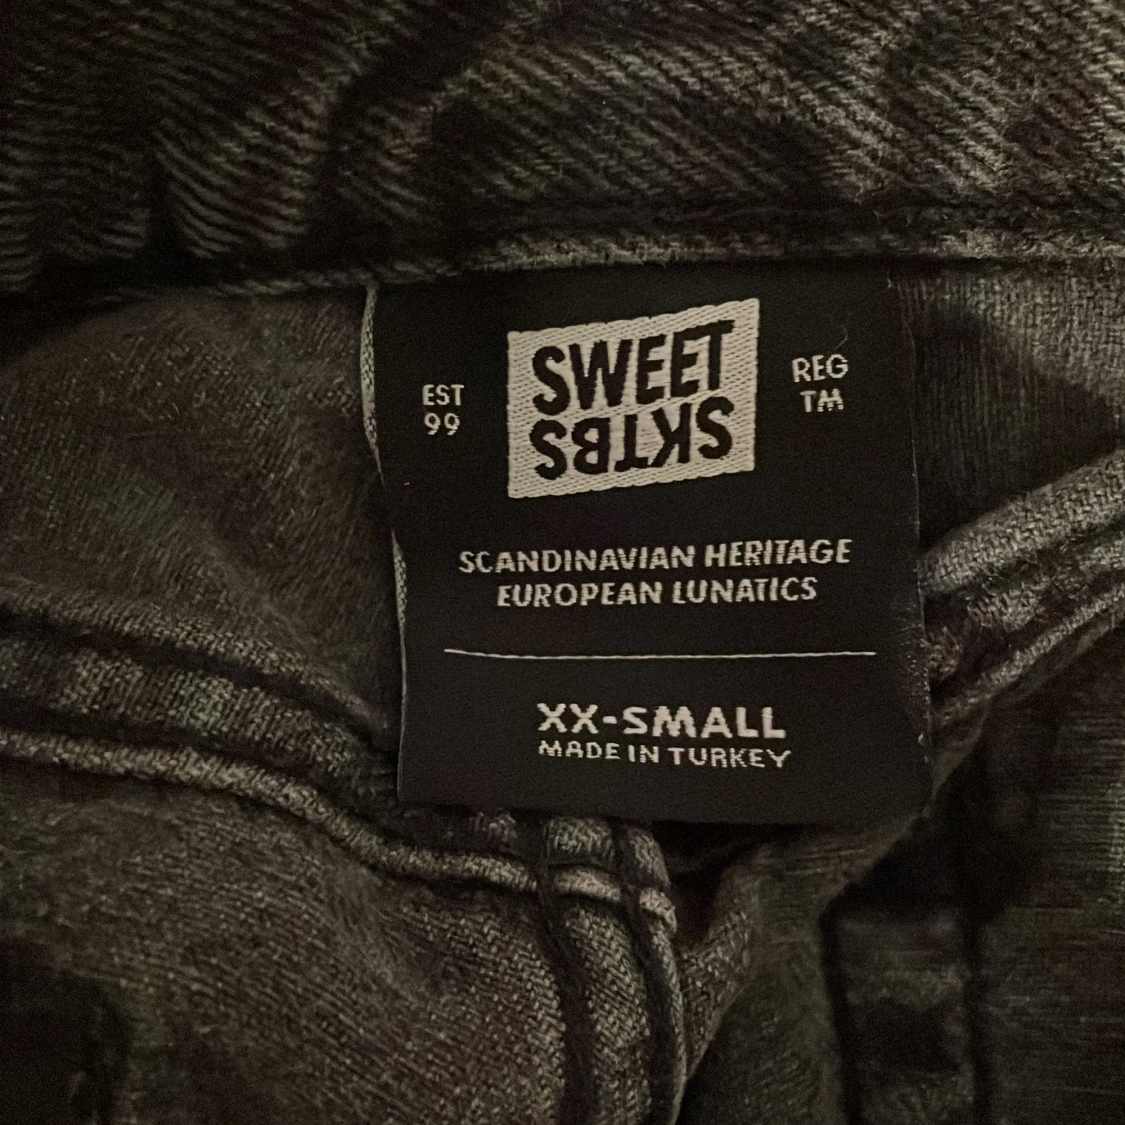 SWEET
SKTBS
EST
99
REG
TM
SCANDINAVIAN HERITAGE
EUROPEAN LUNATICS
XX-SMALL
MADE IN TURKEY